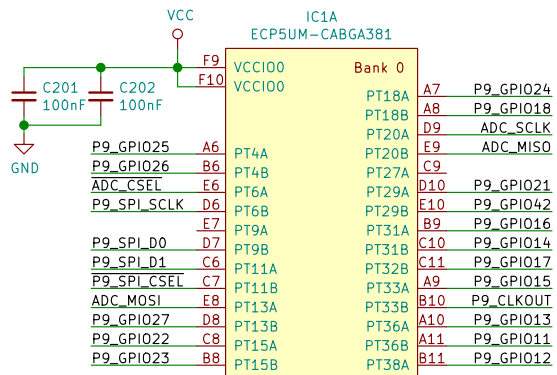 VCC
IC1A
ECP5UM-CABGA381
F9 VCCIO0 Bank 0
F10 VCCIO0
C201
100nF
C202
100nF
GND
P9_GPIO25 A6 PT4A
P9_GPIO26 B6 PT4B
ADC_CSEL E6 PT6A
P9_SPI_SCLK D6 PT6B
E7 PT9A
P9_SPI_D0 D7 PT9B
P9_SPI_D1 C6 PT11A
P9_SPI_CSEL C7 PT11B
ADC_MOSI E8 PT13A
P9_GPIO27 D8 PT13B
P9_GPIO22 C8 PT15A
P9_GPIO23 B8 PT15B
PT18A A7 P9_GPIO24
PT18B A8 P9_GPIO18
PT20A D9 ADC_SCLK
PT20B E9 ADC_MISO
PT27A C9
PT29A D10 P9_GPIO21
PT29B E10 P9_GPIO42
PT31A B9 P9_GPIO16
PT31B C10 P9_GPIO14
PT32B C11 P9_GPIO17
PT33A A9 P9_GPIO15
PT33B B10 P9_CLKOUT
PT36A A10 P9_GPIO13
PT36B A11 P9_GPIO11
PT38A B11 P9_GPIO12